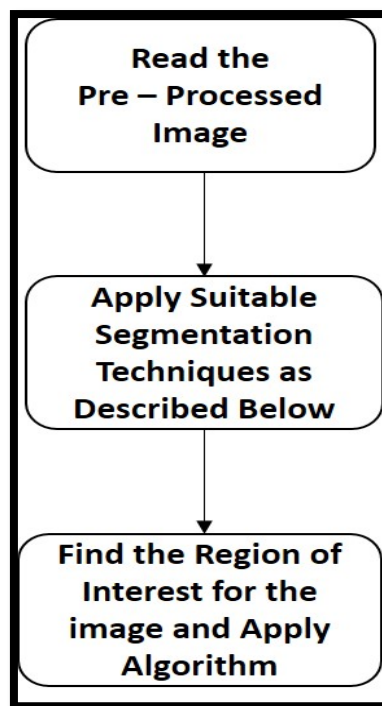 Read the
Pre – Processed
Image
Apply Suitable
Segmentation
Techniques as
Described Below
Find the Region of
Interest for the
image and Apply
Algorithm